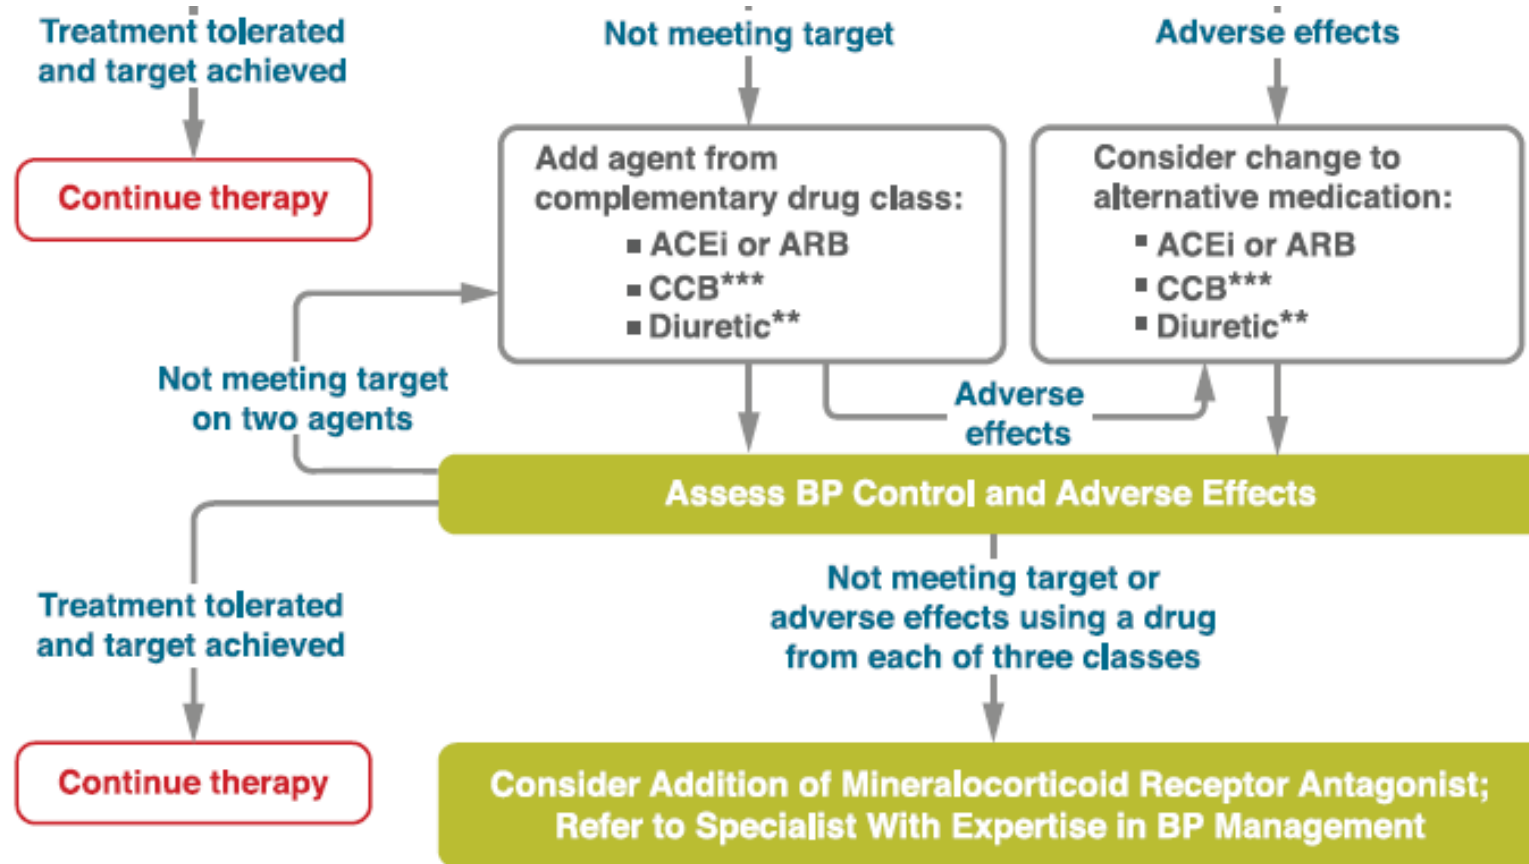 Treatment tolerated
and target achieved
Not meeting target
Adverse effects
Continue therapy
Add agent from
complementary drug class:
■ ACEi or ARB
■ CCB***
■ Diuretic**
Consider change to
alternative medication:
■ ACEi or ARB
■ CCB***
■ Diuretic**
Not meeting target
on two agents
Adverse
effects
Assess BP Control and Adverse Effects
Treatment tolerated
and target achieved
Not meeting target or
adverse effects using a drug
from each of three classes
Continue therapy
Consider Addition of Mineralocorticoid Receptor Antagonist;
Refer to Specialist With Expertise in BP Management